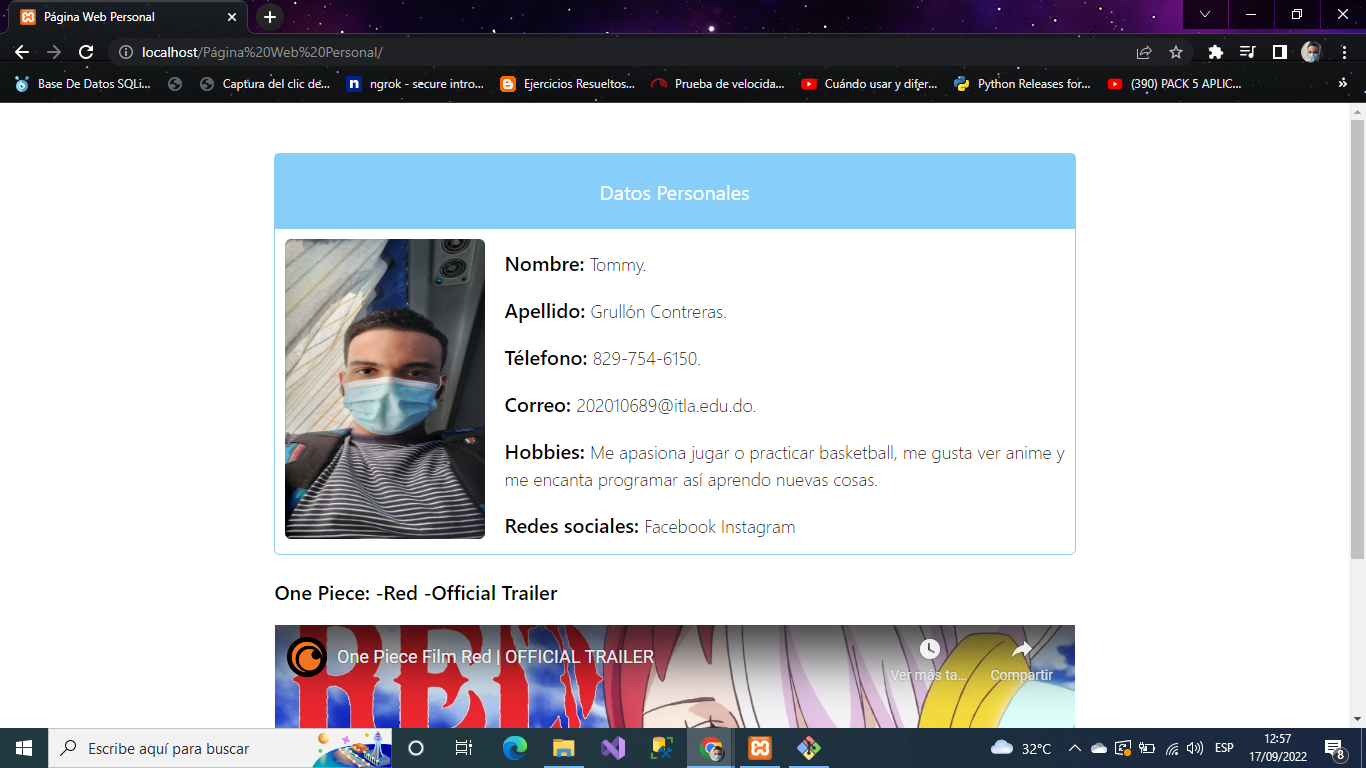 Página Web Personal
localhost/Página%20Web%20Personal/
Base De Datos SQLi...
Captura del clic de...
n ngrok - secure intro...
Ejercicios Resueltos...
Prueba de velocida...
Cuándo usar y difer...
Python Releases for...
(390) PACK 5 APLIC...
Datos Personales
Nombre: Tommy.
Apellido: Grullón Contreras.
Télefono: 829-754-6150.
Correo: 202010689@itla.edu.do.
Hobbies: Me apasiona jugar o practicar basketball, me gusta ver anime y
me encanta programar así aprendo nuevas cosas.
Redes sociales: Facebook Instagram
One Piece: -Red -Official Trailer
RED
One Piece Film Red | OFFICIAL TRAILER
Ver más ta...
Compartir
Escribe aquí para buscar
32°C
ESP
12:57
17/09/2022
8